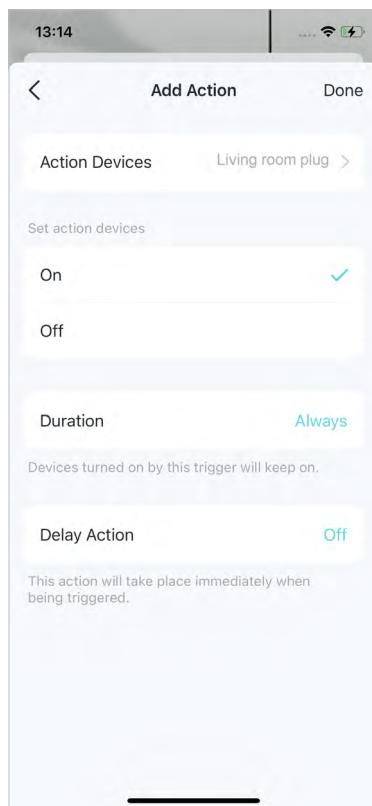 13:14
Add Action
Done
Action Devices
Living room plug
Set action devices
On
Off
Duration
Always
Devices turned on by this trigger will keep on.
Delay Action
Off
This action will take place immediately when
being triggered.